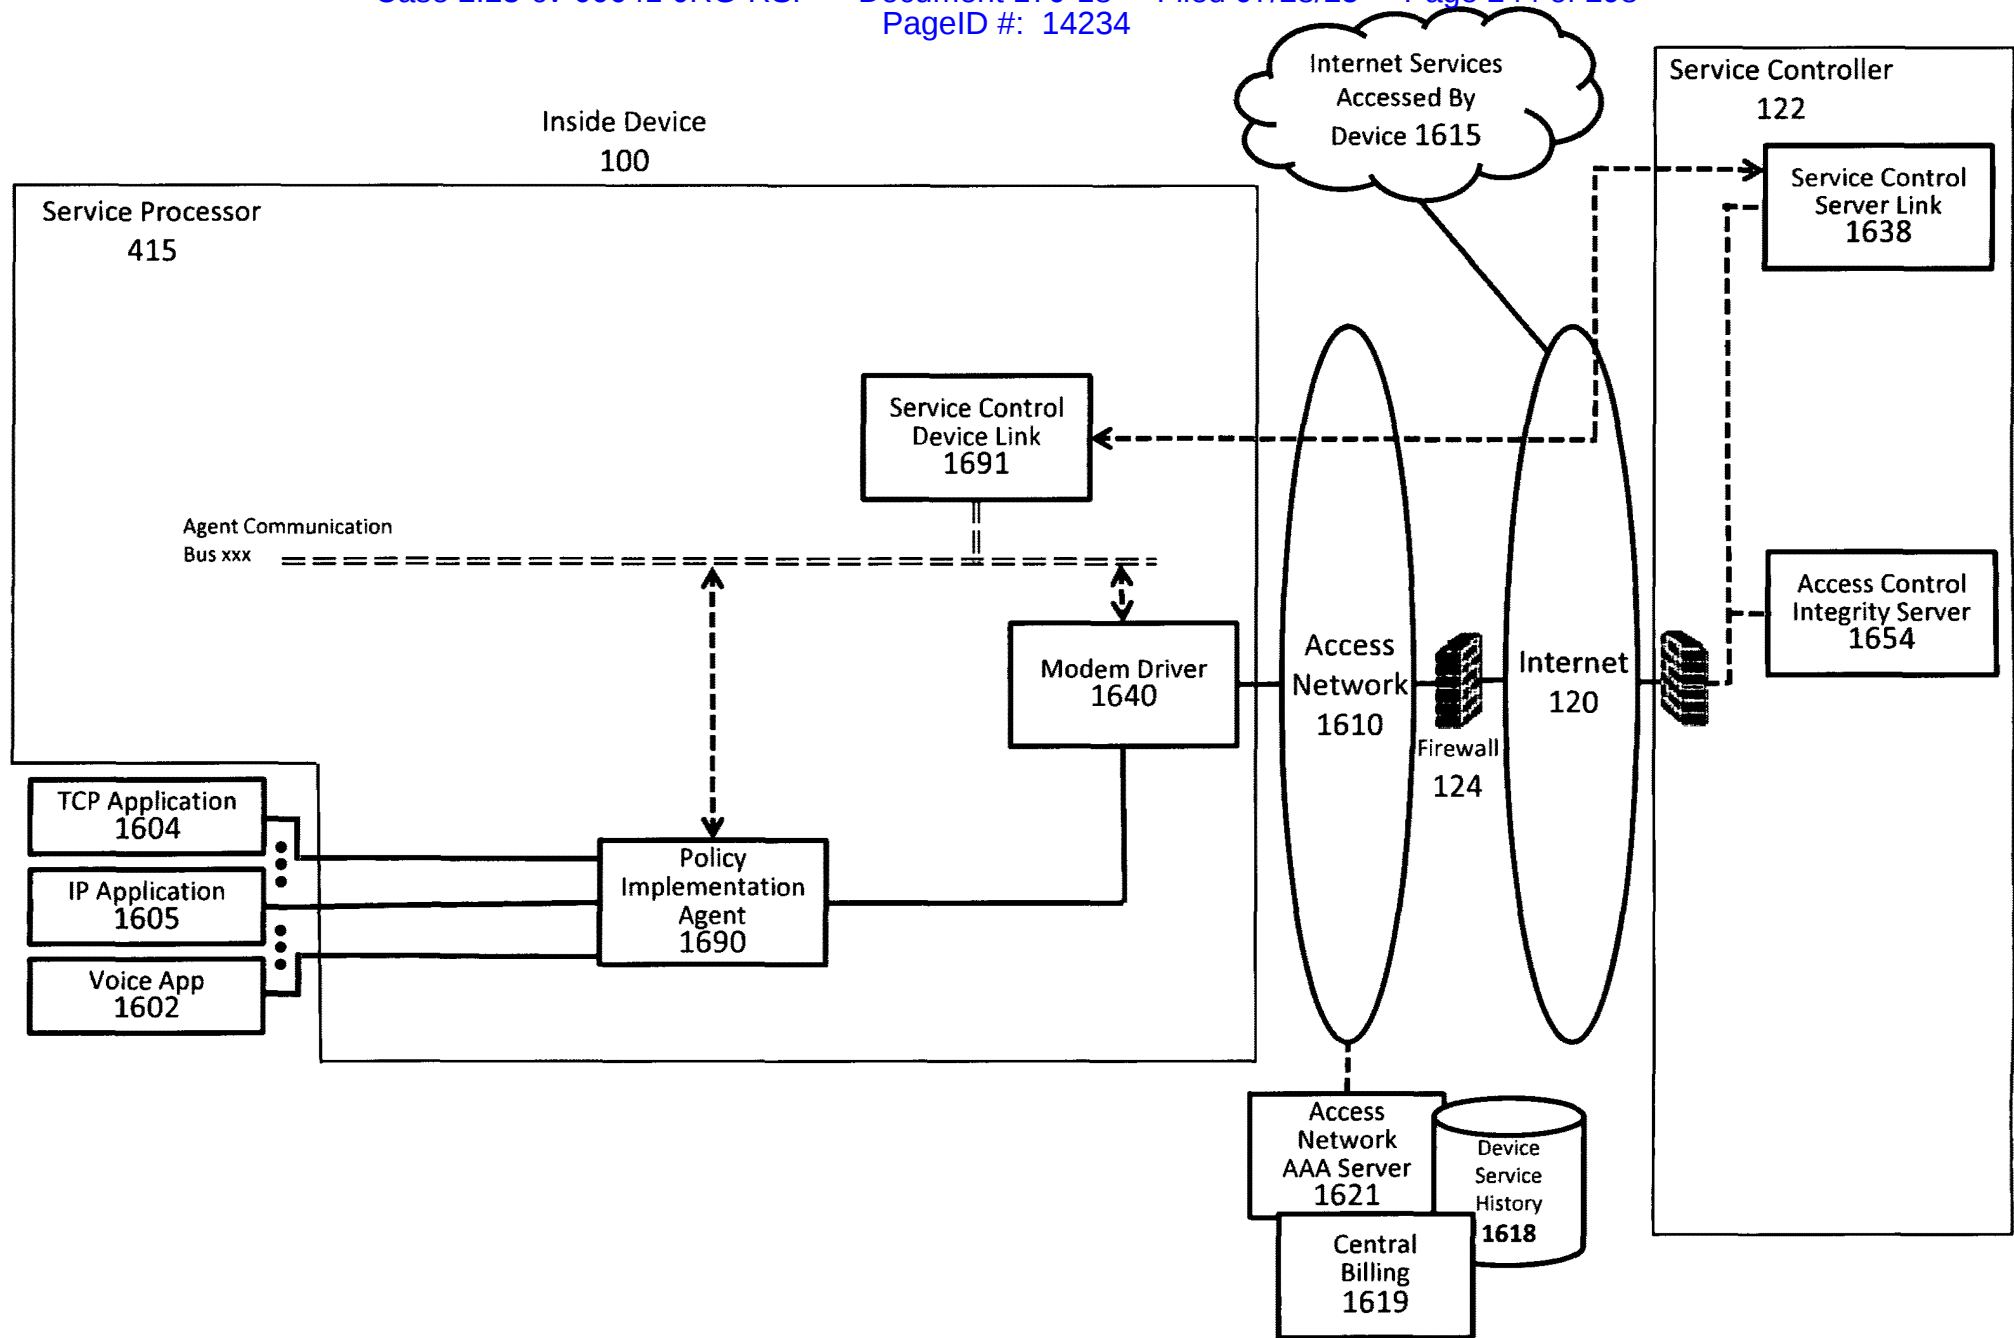 PageID #: 14234
Internet Services
Accessed By
Device 1615
Service Controller
122
Service Control
Server Link
1638
Inside Device
100
Service Processor
415
Service Control
Device Link
1691
Agent Communication
Bus xxx
Access Control
Integrity Server
1654
Modem Driver
1640
Access
Network
1610
Firewall
124
Internet
120
TCP Application
1604
IP Application
1605
Voice App
1602
Policy
Implementation
Agent
1690
Access
Network
AAA Server
1621
Device
Service
History
1618
Central
Billing
1619